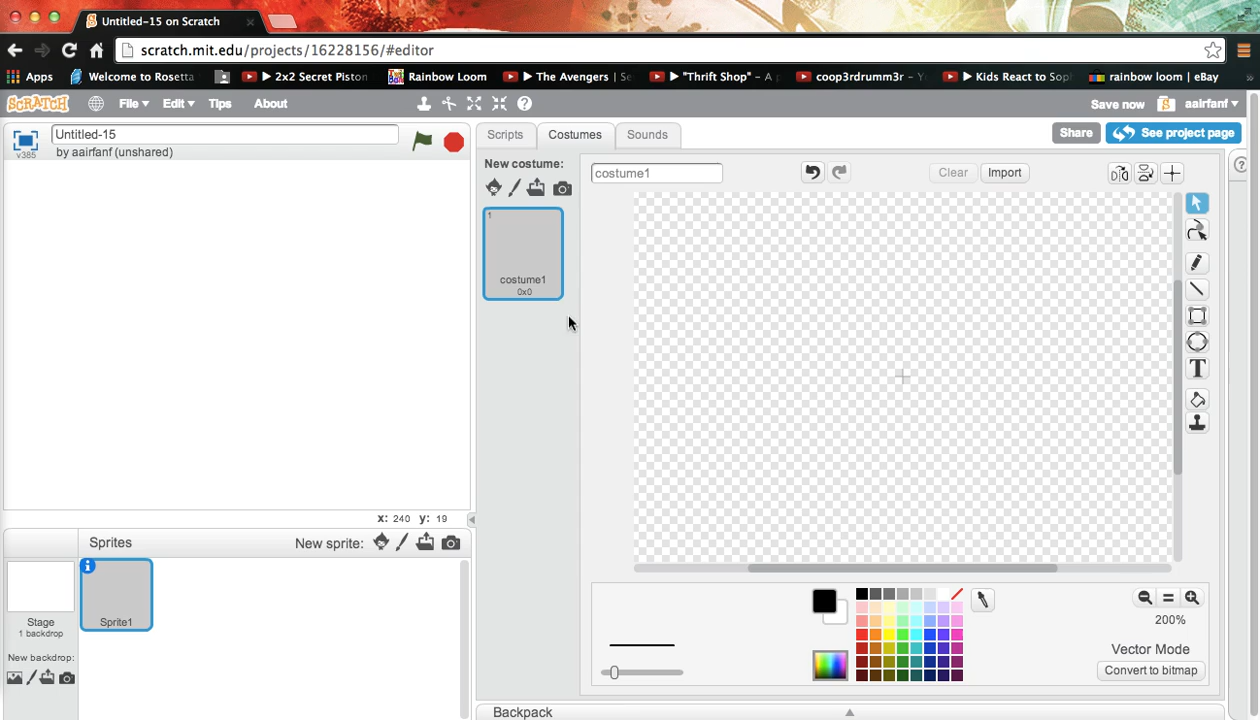 Untitled-15 on Scratch
scratch.mit.edu/projects/16228156/#editor
Apps Welcome to Rosetta 2x2 Secret Piston Rainbow Loom The Avengers | Se "Thrift Shop" - A p coop3rdrumm3r - Y Kids React to Sop rainbow loom | eBay »
SCRATCH File Edit Tips About Save now aairfanf
v385 Untitled-15
by aairfanf (unshared)
Scripts Costumes Sounds Share See project page
New costume:
costume1 Clear Import
1
costume1
0x0
T
x: 240 y: 19
Sprites New sprite:
Stage
1 backdrop
Sprite1
New backdrop:
200%
Vector Mode
Convert to bitmap
Backpack